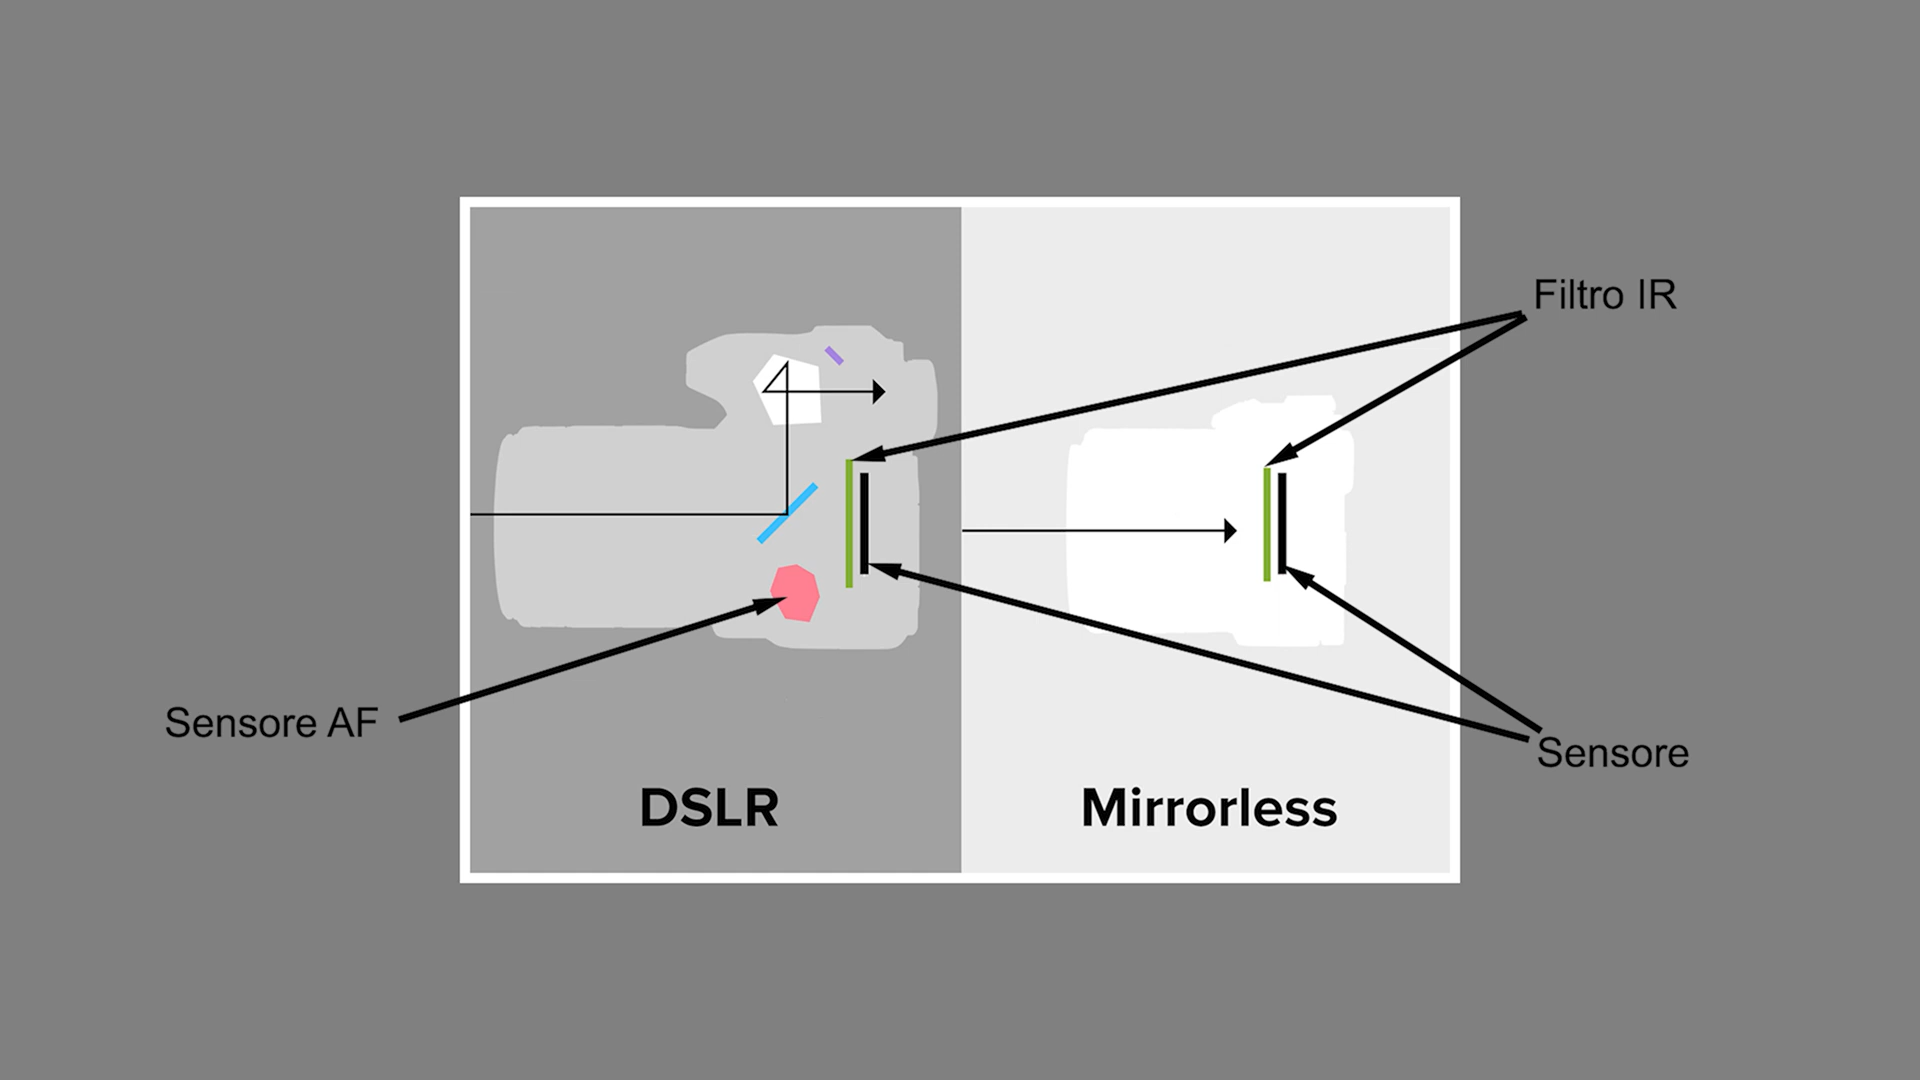 Filtro IR
Sensore AF
Sensore
DSLR
Mirrorless